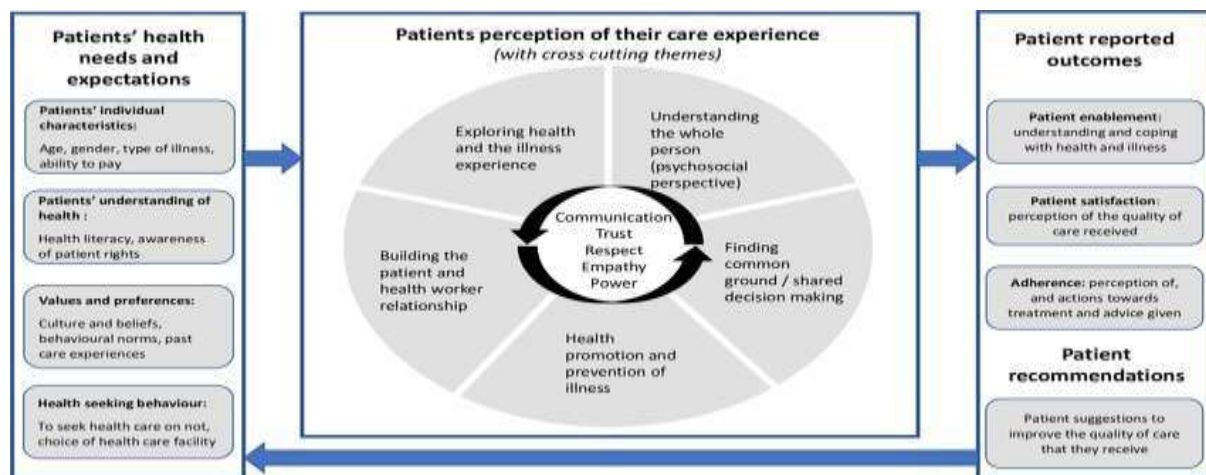 Patients' health
needs and
expectations
Patients' individual
characteristics:
Age, gender, type of illness,
ability to pay
Patients' understanding of
health :
Health literacy, awareness
of patient rights
Values and preferences:
Culture and beliefs,
behavioural norms, past
care experiences
Health seeking behaviour:
To seek health care on not,
choice of health care facility
Patients perception of their care experience
(with cross cutting themes)
Exploring health
and the illness
experience
Understanding
the whole
person
(psychosocial
perspective)
Communication
Trust
Respect
Empathy
Power
Building the
patient and
health worker
relationship
Finding
common
ground / shared
decision making
Health
promotion and
prevention of
illness
Patient reported
outcomes
Patient enablement:
understanding and coping
with health and illness
Patient satisfaction:
perception of the quality of
care received
Adherence: perception of,
and actions towards
treatment and advice given
Patient
recommendations
Patient suggestions to
improve the quality of care
that they receive